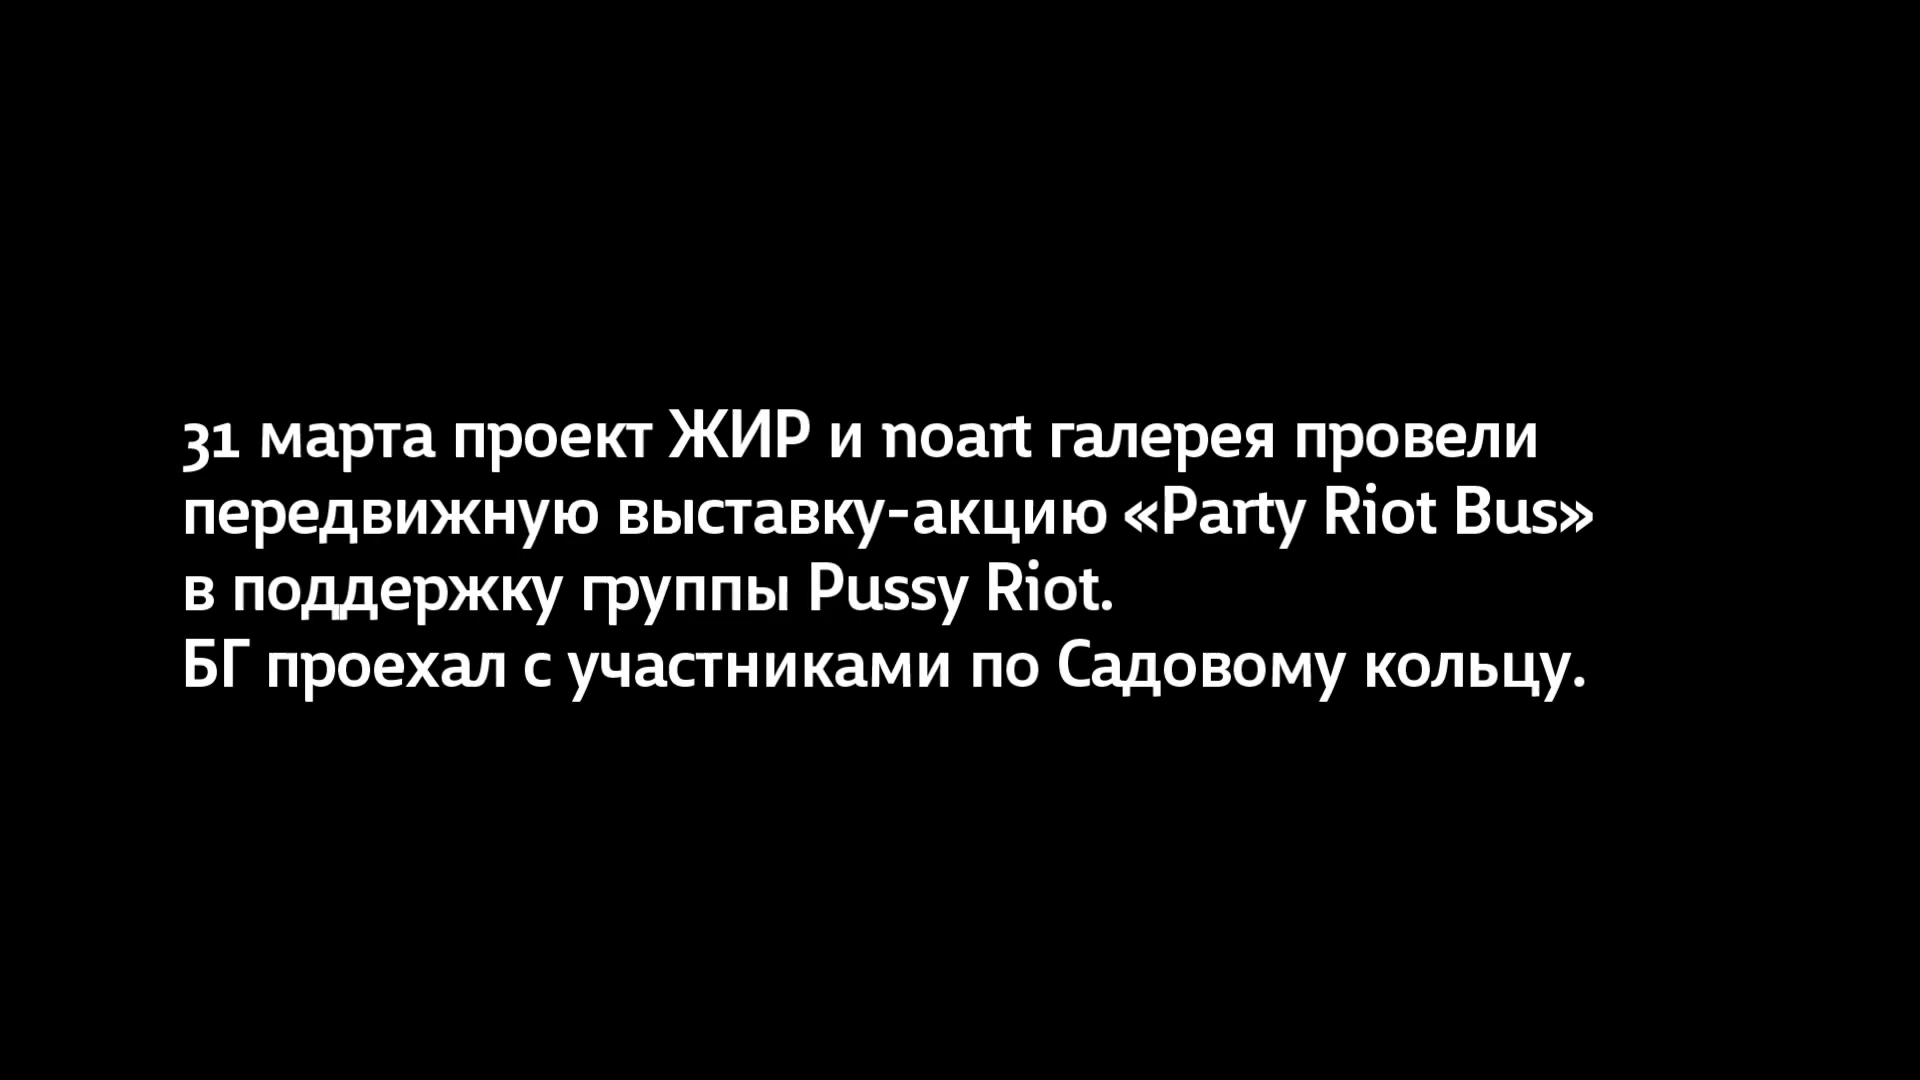 31 марта проект ЖИР и noart галерея провели
передвижную выставку-акцию «Party Riot Bus»
в поддержку группы Pussy Riot.
БГ проехал с участниками по Садовому кольцу.